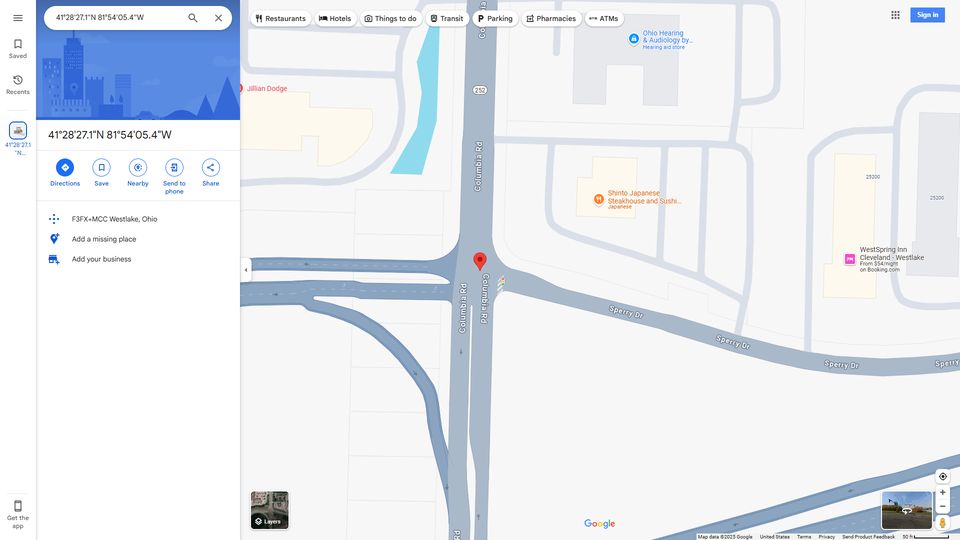 41°28'27.1"N 81°54'05.4"W
Restaurants
Hotels
Things to do
Transit
Parking
Pharmacies
ATMs
Sign in
Saved
Recents
41°28'27.1
"N...
41°28'27.1"N 81°54'05.4"W
Directions
Save
Nearby
Send to
phone
Share
F3FX+MCC Westlake, Ohio
Add a missing place
Add your business
Get the
app
Jillian Dodge
Columbia Rd
252
Columbia Rd
Ohio Hearing
& Audiology by...
Hearing aid store
Shinto Japanese
Steakhouse and Sushi...
Japanese
25200
25200
WestSpring Inn
Cleveland - Westlake
From $54/night
on Booking.com
Columbia Rd
Columbia Rd
Sperry Dr
Sperry Dr
Sperry Dr
Sperry
Rd
Layers
Google
Map data ©2025 Google
United States
Terms
Privacy
Send Product Feedback
50 ft